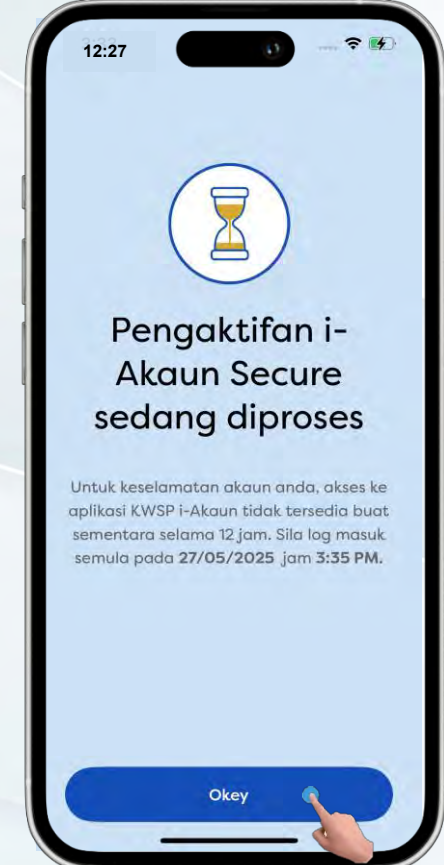 12:27
Pengaktifan i-
Akaun Secure
sedang diproses
Untuk keselamatan akaun anda, akses ke
aplikasi KWSP i-Akaun tidak tersedia buat
sementara selama 12 jam. Sila log masuk
semula pada 27/05/2025 jam 3:35 PM.
Okey